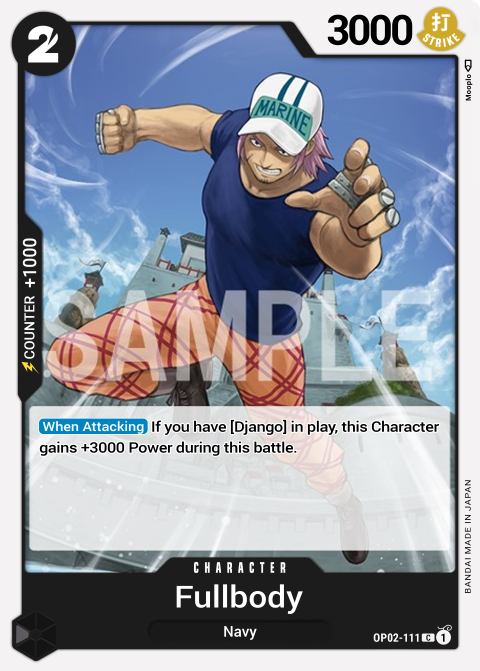 2
3000
打
STRIKE
Mooplo
MARINE
COUNTER +1000
SAMPLE
When Attacking If you have [Django] in play, this Character
gains +3000 Power during this battle.
BANDAI MADE IN JAPAN
CHARACTER
Fullbody
Navy
OP02-111 C 1